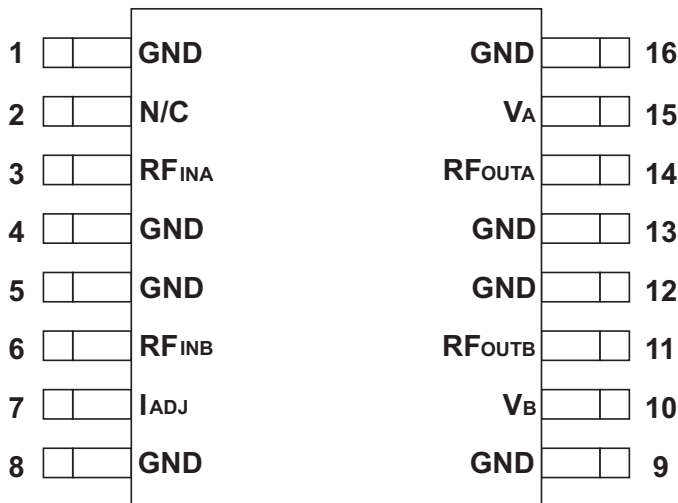 1 GND GND 16
2 N/C VA 15
3 RFINA RFOUTA 14
4 GND GND 13
5 GND GND 12
6 RFINB RFOUTB 11
7 IADJ VB 10
8 GND GND 9